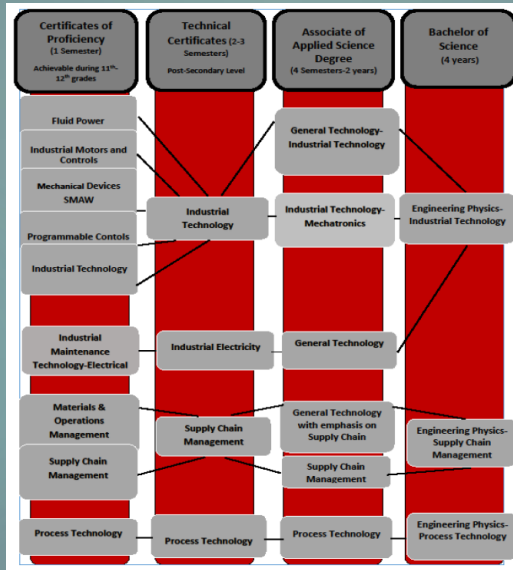 Certificates of
Proficiency
(1 Semester)
Achievable during 11th-
12th grades
Technical
Certificates (2-3
Semesters)
Post-Secondary Level
Associate of
Applied Science
Degree
(4 Semesters-2 years)
Bachelor of
Science
(4 years)
Fluid Power
Industrial Motors and
Controls
Mechanical Devices
SMAW
Programmable Contols
Industrial Technology
Industrial
Technology
General Technology-
Industrial Technology
Industrial Technology-
Mechatronics
Engineering Physics-
Industrial Technology
Industrial
Maintenance
Technology-Electrical
Industrial Electricity
General Technology
Materials &
Operations
Management
Supply Chain
Management
Supply Chain
Management
General Technology
with emphasis on
Supply Chain
Supply Chain
Management
Engineering Physics-
Supply Chain
Management
Process Technology
Process Technology
Process Technology
Engineering Physics-
Process Technology